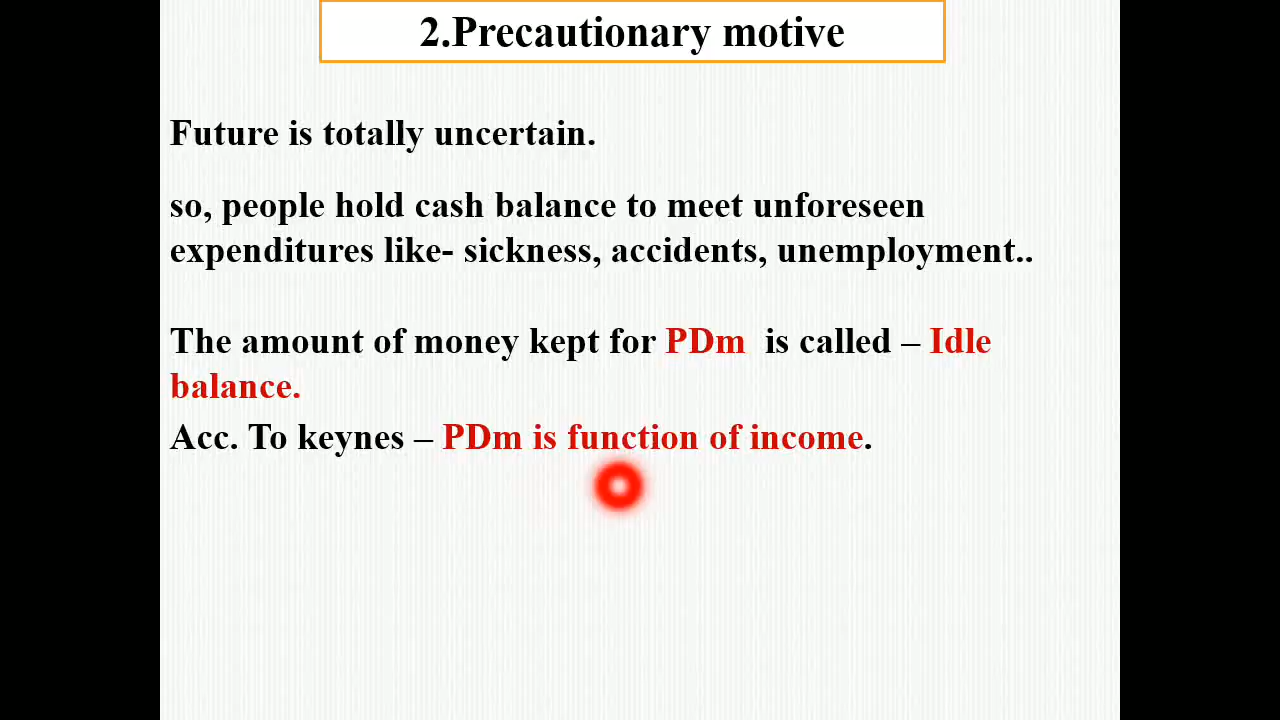 2.Precautionary motive
Future is totally uncertain.
so, people hold cash balance to meet unforeseen
expenditures like- sickness, accidents, unemployment..
The amount of money kept for PDm is called – Idle
balance.
Acc. To keynes – PDm is function of income.